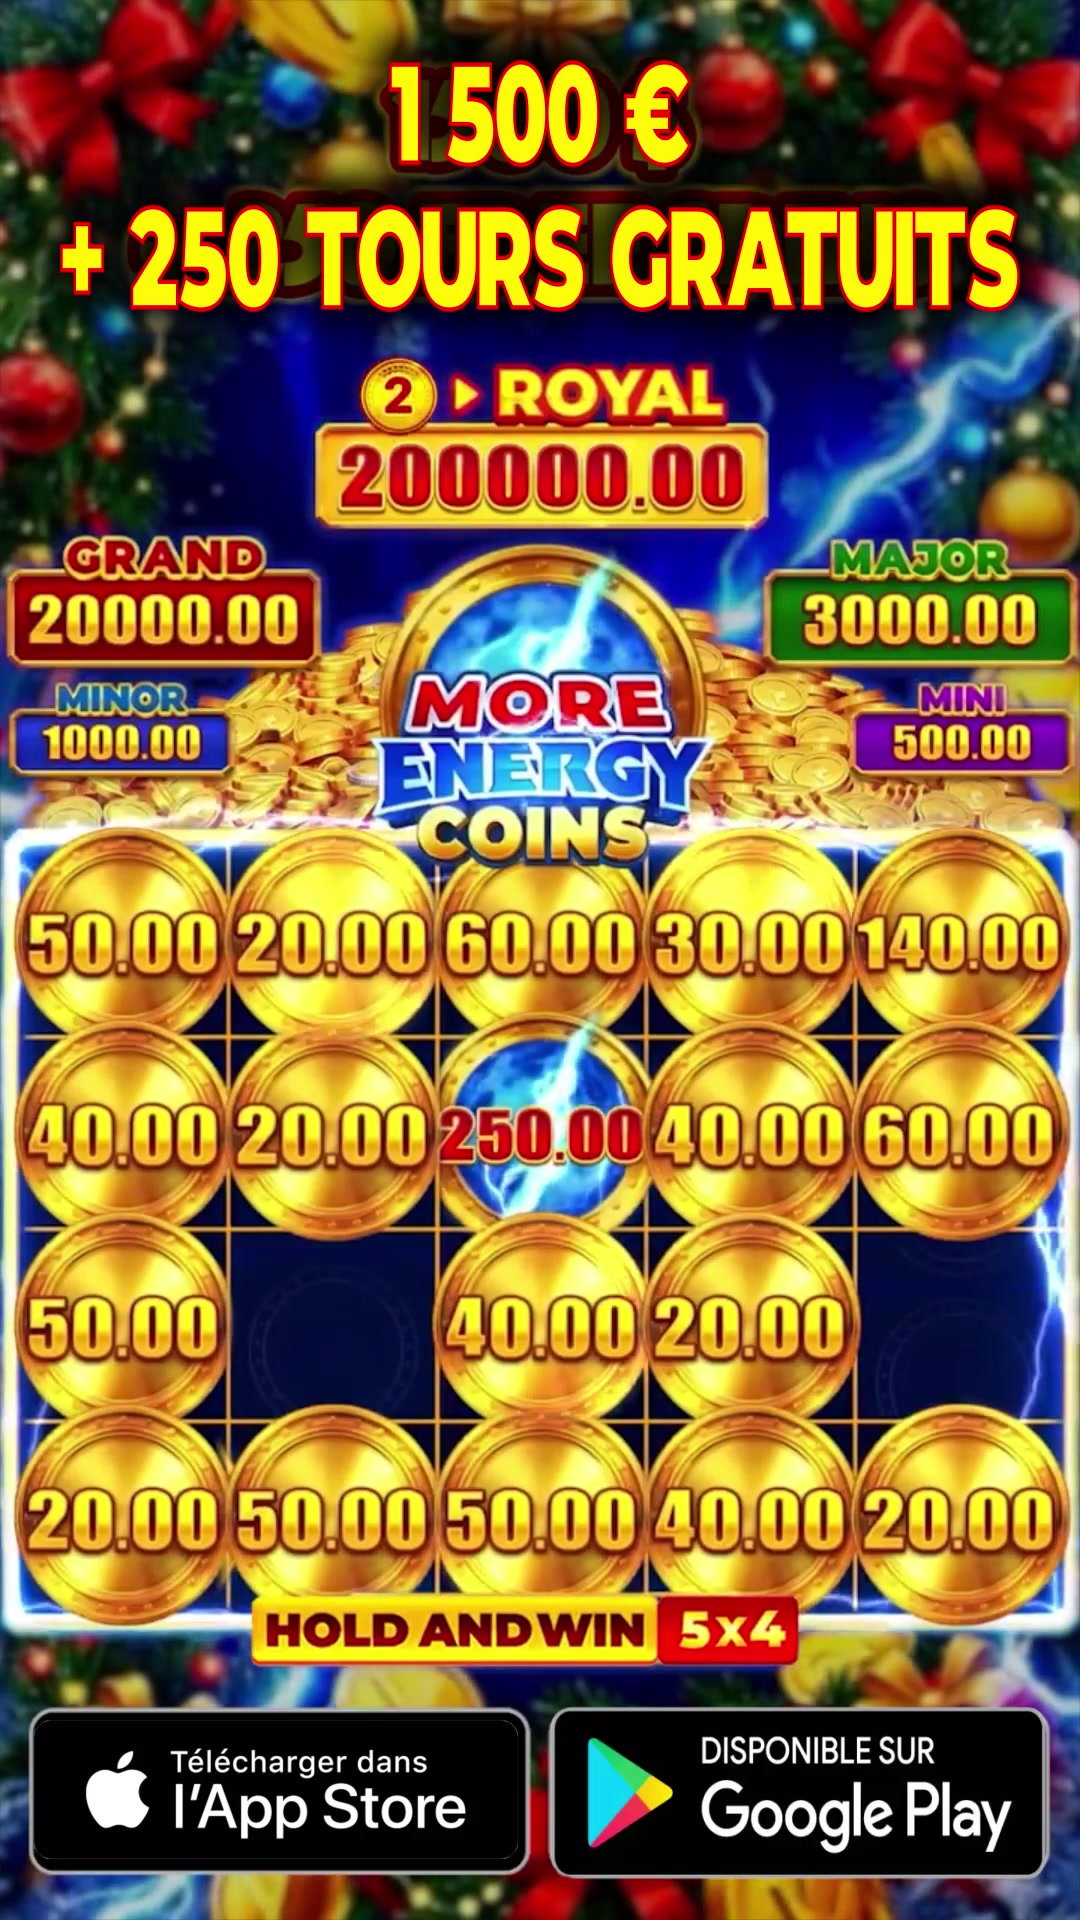 1 500 €
+ 250 TOURS GRATUITS
2 ROYAL
200000.00
GRAND
20000.00
MAJOR
3000.00
MINOR
1000.00
MINI
500.00
MORE
ENERGY
COINS
50.00 20.00 60.00 30.00 140.00
40.00 20.00 250.00 40.00 60.00
50.00 40.00 20.00
20.00 50.00 50.00 40.00 20.00
HOLD AND WIN 5x4
Télécharger dans
l'App Store
DISPONIBLE SUR
Google Play